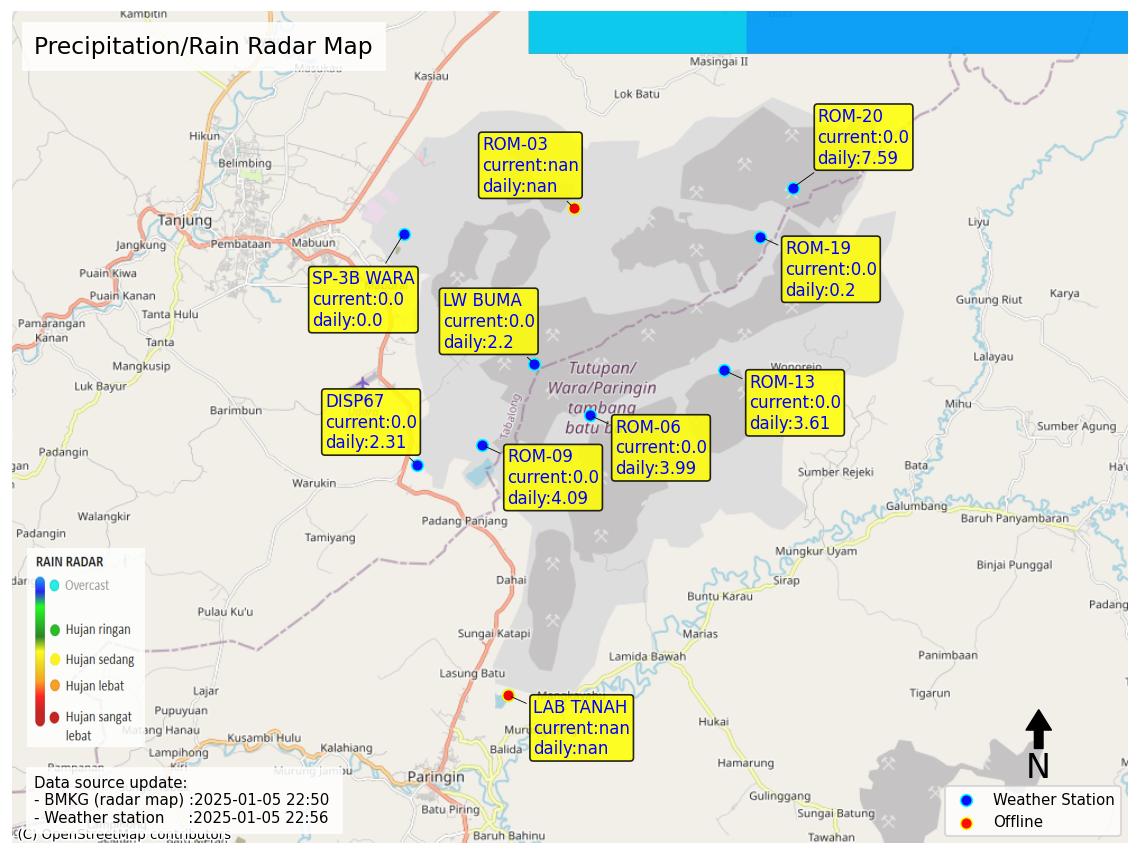 Kambitin
Precipitation/Rain Radar Map
Masingai II
Kasiau
Lok Batu
ROM-20
current:0.0
daily:7.59
Hikun
ROM-03
current:nan
daily:nan
Belimbing
Tanjung
Liyu
Jangkung
Pembataan
Mabuun
ROM-19
current:0.0
daily:0.2
Puain Kiwa
SP-3B WARA
current:0.0
daily:0.0
Puain Kanan
LW BUMA
current:0.0
daily:2.2
Gunung Riut
Karya
Tanta Hulu
Pamarangan
Kanan
Tanta
Lalayau
Mangkusip
Tutupan/
Wara/Paringin
tambang
batu b
Wonorejo
Luk Bayur
ROM-13
current:0.0
daily:3.61
DISP67
current:0.0
daily:2.31
Barimbun
Tabalong
Mihu
ROM-06
current:0.0
daily:3.99
Sumber Agung
ROM-09
current:0.0
daily:4.09
Bata
Sumber Rejeki
Warukin
Galumbang
Walangkir
Padang Panjang
Baruh Panyambaran
Padangin
Tamiyang
Mungkur Uyam
RAIN RADAR
Overcast
Hujan ringan
Hujan sedang
Hujan lebat
Hujan sangat
lebat
Binjai Punggal
Dahai
Sirap
Buntu Karau
Padang
Pulau Ku'u
Sungai Katapi
Marias
Lamida Bawah
Panimbaan
Lasung Batu
Lajar
Tigarun
Pupuyuan
LAB TANAH
current:nan
daily:nan
Hukai
Matang Hanau
Kusambi Hulu
Kalahiang
Balida
Lampihong
Hamarung
N
Murung Jambu
Paringin
Data source update:
- BMKG (radar map) :2025-01-05 22:50
- Weather station :2025-01-05 22:56
Gulinggang
Weather Station
Offline
Batu Piring
Sungai Batung
(C) OpenStreetMap contributors
Baruh Bahinu
Tawahan